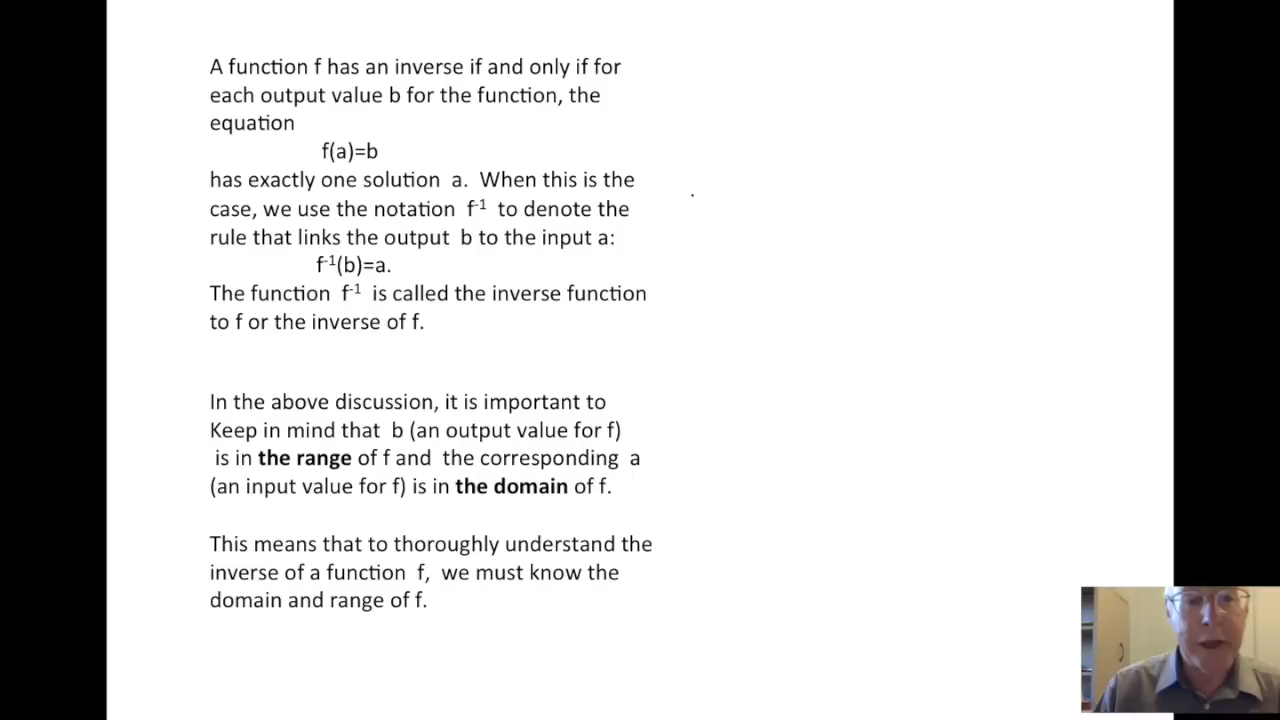 A function f has an inverse if and only if for
each output value b for the function, the
equation
f(a)=b
has exactly one solution a. When this is the
case, we use the notation f⁻¹ to denote the
rule that links the output b to the input a:
f⁻¹(b)=a.
The function f⁻¹ is called the inverse function
to f or the inverse of f.
In the above discussion, it is important to
Keep in mind that b (an output value for f)
is in the range of f and the corresponding a
(an input value for f) is in the domain of f.
This means that to thoroughly understand the
inverse of a function f, we must know the
domain and range of f.